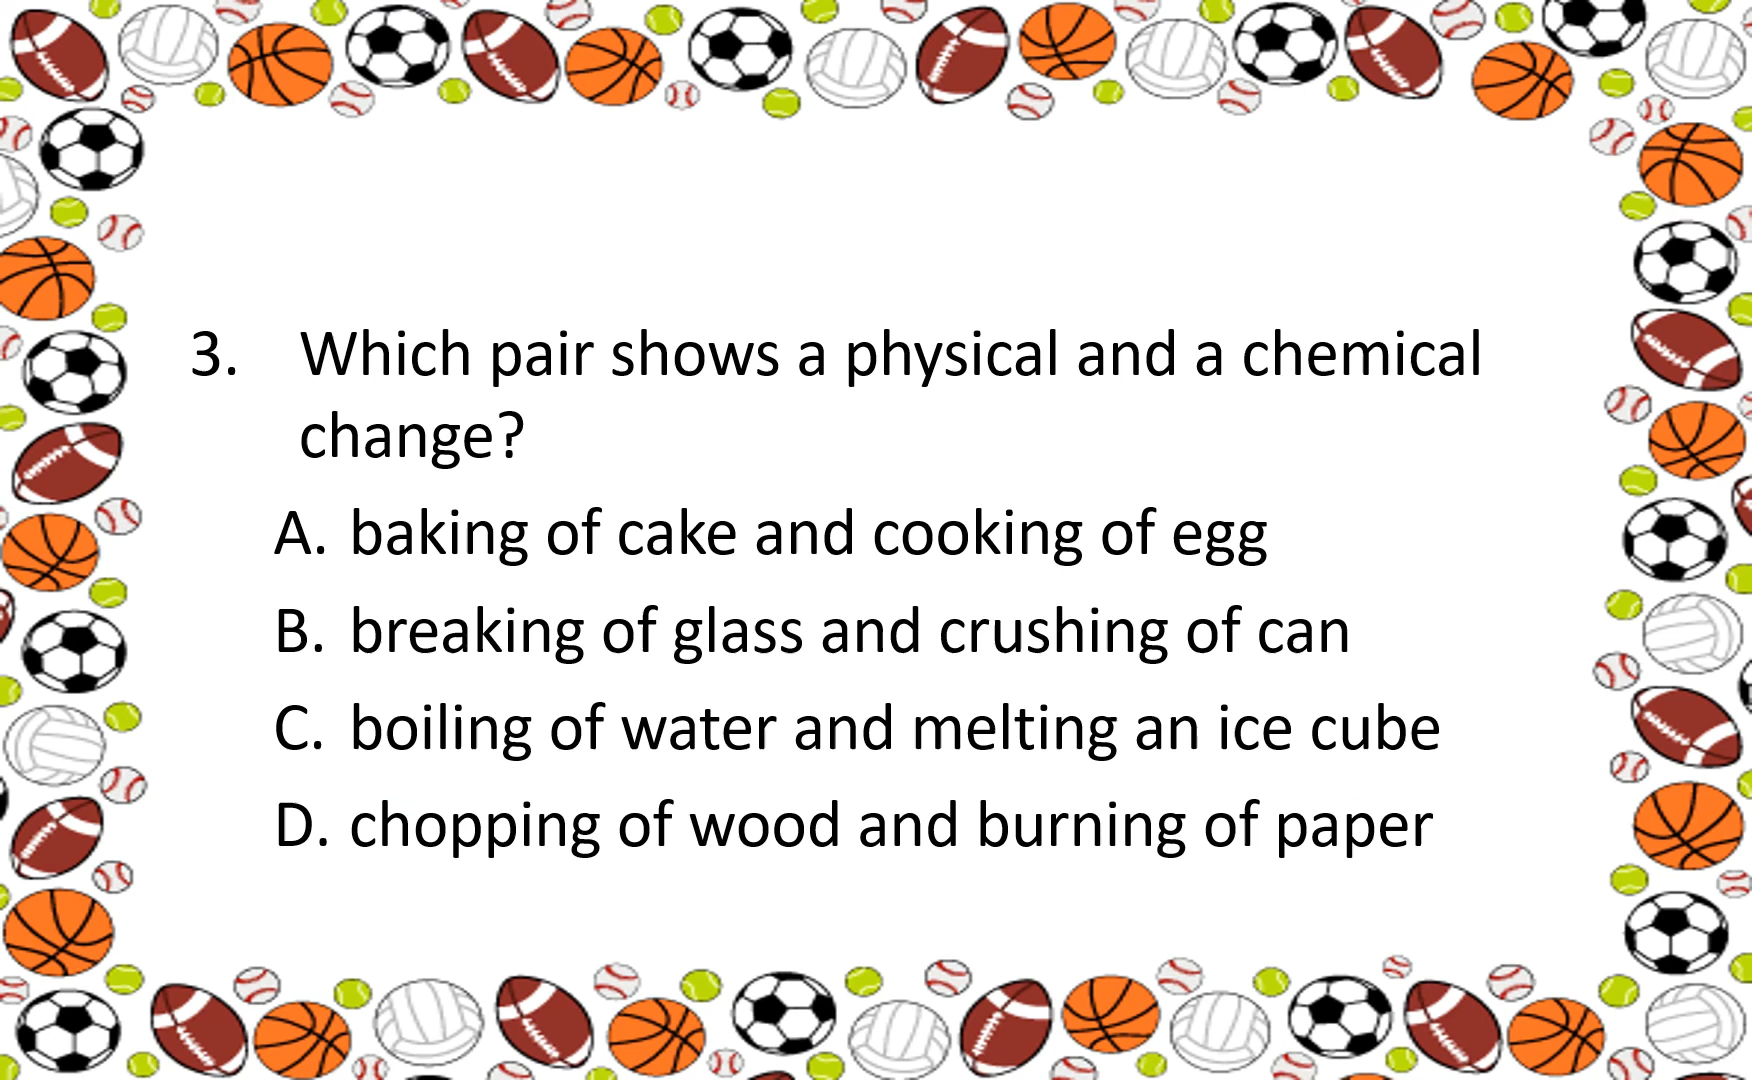 3. Which pair shows a physical and a chemical
change?
A. baking of cake and cooking of egg
B. breaking of glass and crushing of can
C. boiling of water and melting an ice cube
D. chopping of wood and burning of paper